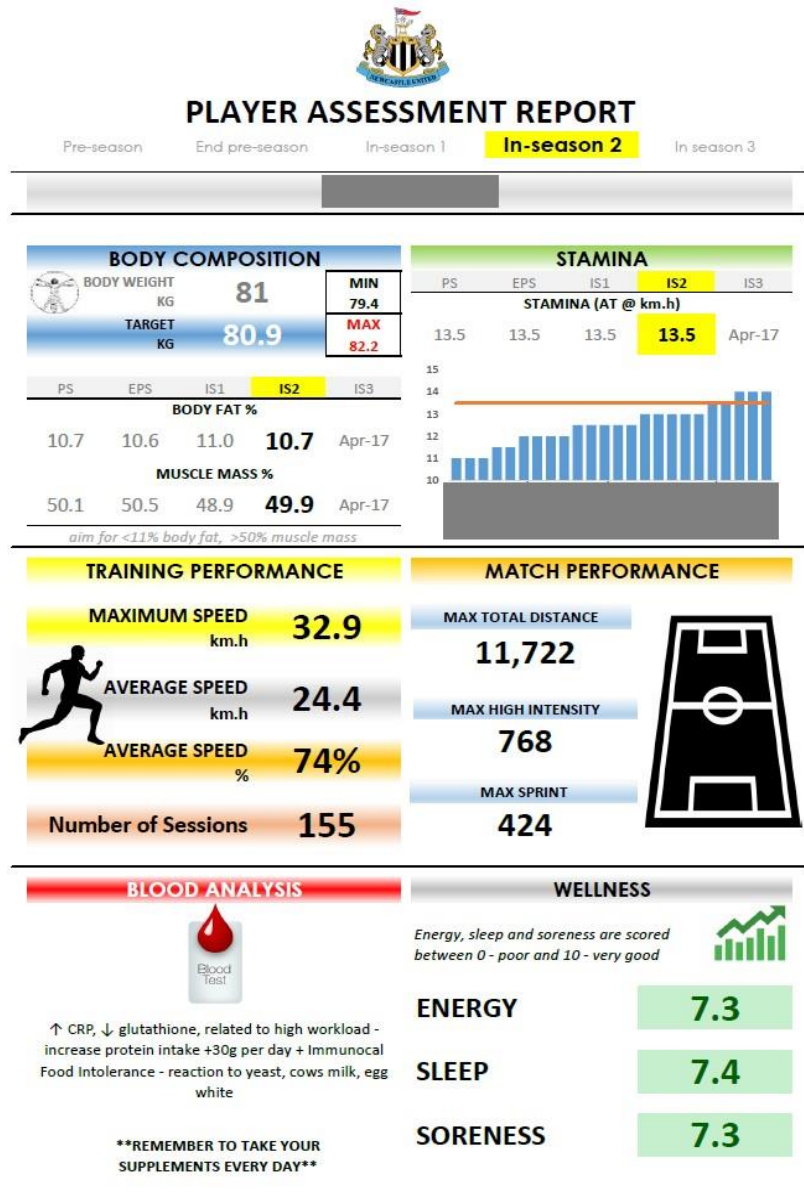 NEWCASTLE UNITED
PLAYER ASSESSMENT REPORT
Pre-season End pre-season In-season 1 In-season 2 In season 3
BODY COMPOSITION
BODY WEIGHT
KG
81
MIN
79.4
TARGET
KG
80.9
MAX
82.2
PS EPS IS1 IS2 IS3
BODY FAT %
10.7 10.6 11.0 10.7 Apr-17
MUSCLE MASS %
50.1 50.5 48.9 49.9 Apr-17
aim for <11% body fat, >50% muscle mass
STAMINA
PS EPS IS1 IS2 IS3
STAMINA (AT @ km.h)
13.5 13.5 13.5 13.5 Apr-17
15
14
13
12
11
10
TRAINING PERFORMANCE
MAXIMUM SPEED
km.h
32.9
AVERAGE SPEED
km.h
24.4
AVERAGE SPEED
%
74%
Number of Sessions 155
MATCH PERFORMANCE
MAX TOTAL DISTANCE
11,722
MAX HIGH INTENSITY
768
MAX SPRINT
424
BLOOD ANALYSIS
Blood
Test
↑ CRP, ↓ glutathione, related to high workload -
increase protein intake +30g per day + Immunocal
Food Intolerance - reaction to yeast, cows milk, egg
white
**REMEMBER TO TAKE YOUR
SUPPLEMENTS EVERY DAY**
WELLNESS
Energy, sleep and soreness are scored
between 0 - poor and 10 - very good
ENERGY 7.3
SLEEP 7.4
SORENESS 7.3